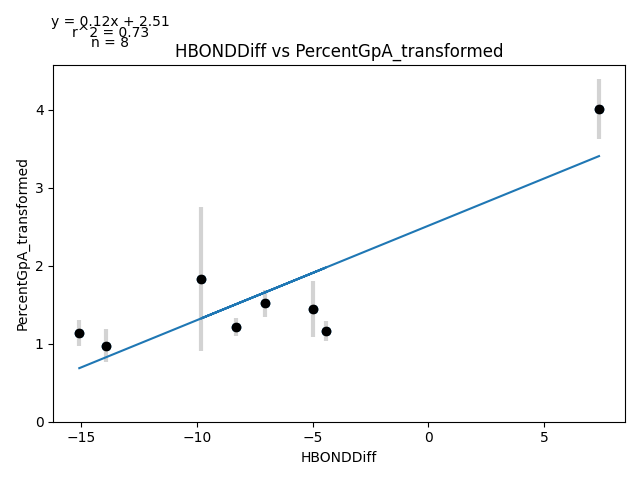 y = 0.12x + 2.51
r^2 = 0.73
n = 8
HBONDDiff vs PercentGpA_transformed
PercentGpA_transformed
4
3
2
1
0
−15
−10
−5
0
5
HBONDDiff